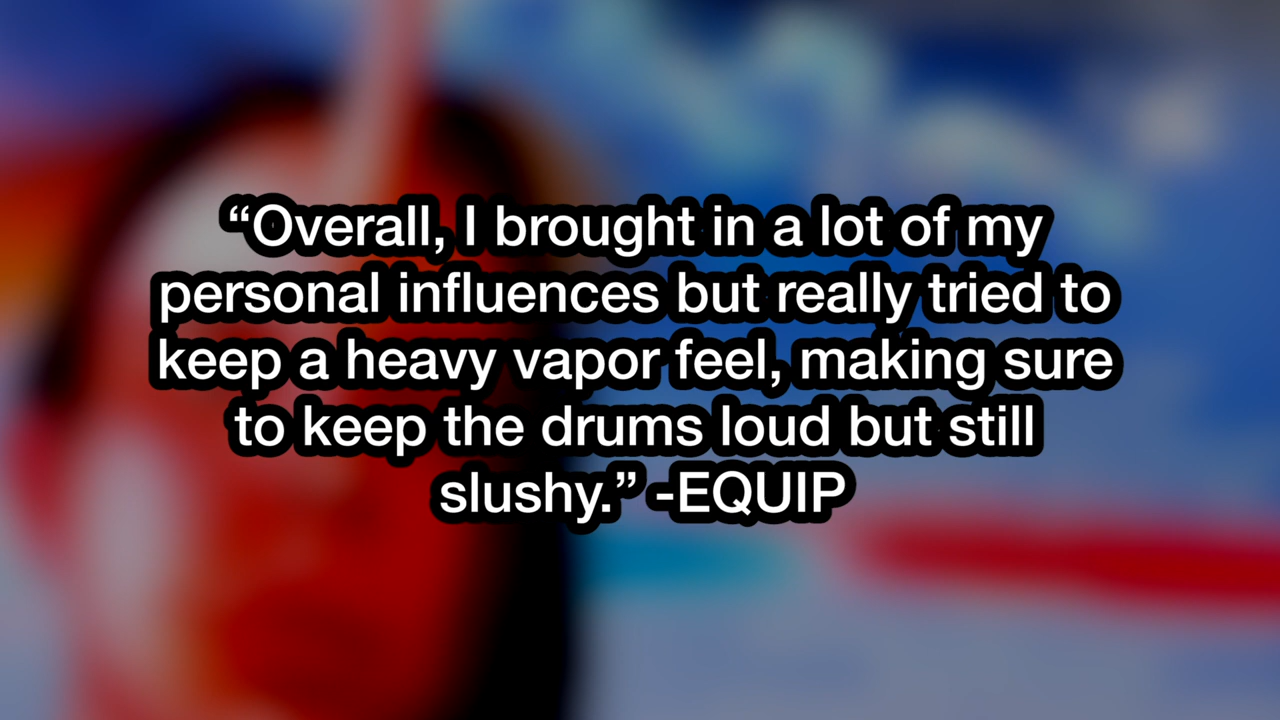 “Overall, I brought in a lot of my
personal influences but really tried to
keep a heavy vapor feel, making sure
to keep the drums loud but still
slushy.” -EQUIP